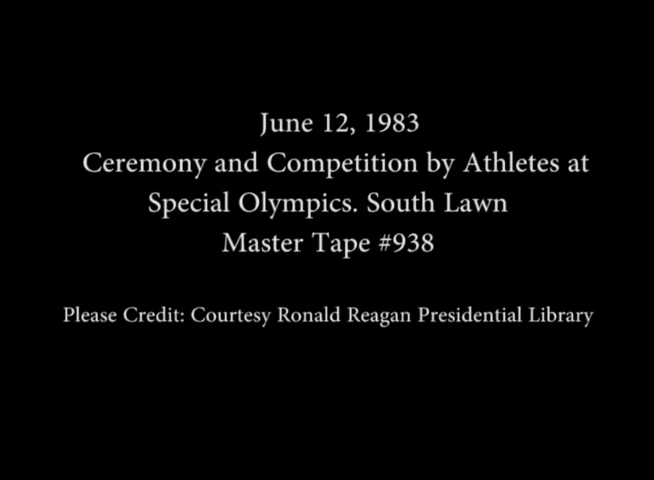 June 12, 1983
Ceremony and Competition by Athletes at
Special Olympics. South Lawn
Master Tape #938
Please Credit: Courtesy Ronald Reagan Presidential Library